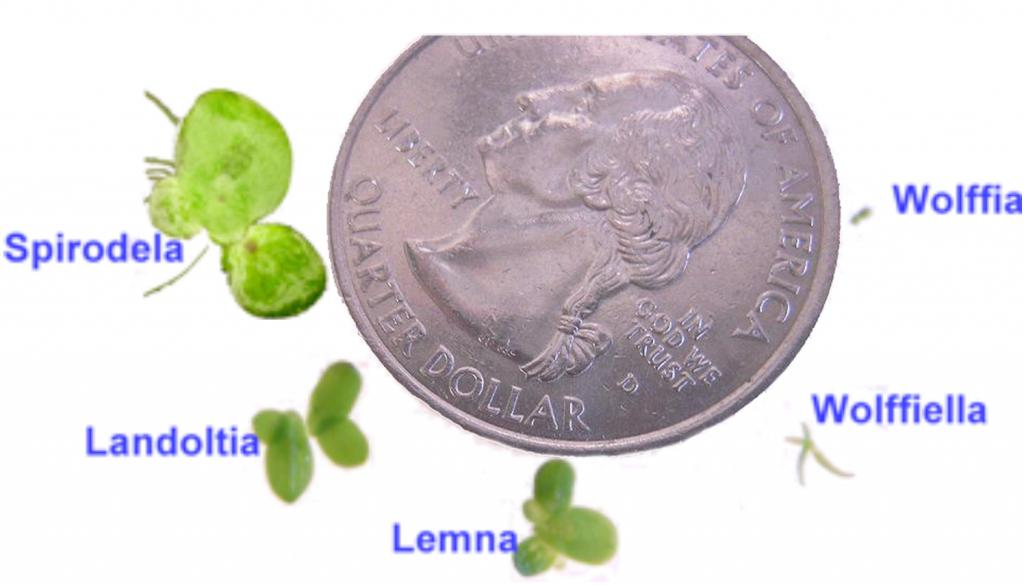 STATES OF AMERICA
LIBERTY
QUARTER DOLLAR
IN
GOD WE
TRUST
D
Wolffia
Spirodela
Wolffiella
Landoltia
Lemna